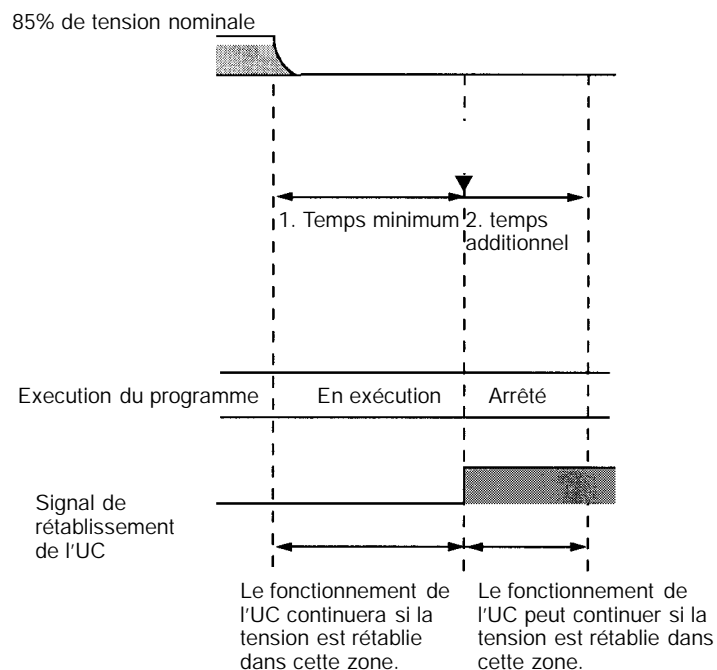 85% de tension nominale
1. Temps minimum
2. temps
additionnel
Execution du programme
En exécution
Arrêté
Signal de
rétablissement
de l'UC
Le fonctionnement de
l'UC continuera si la
tension est rétablie
dans cette zone.
Le fonctionnement de
l'UC peut continuer si la
tension est rétablie dans
cette zone.